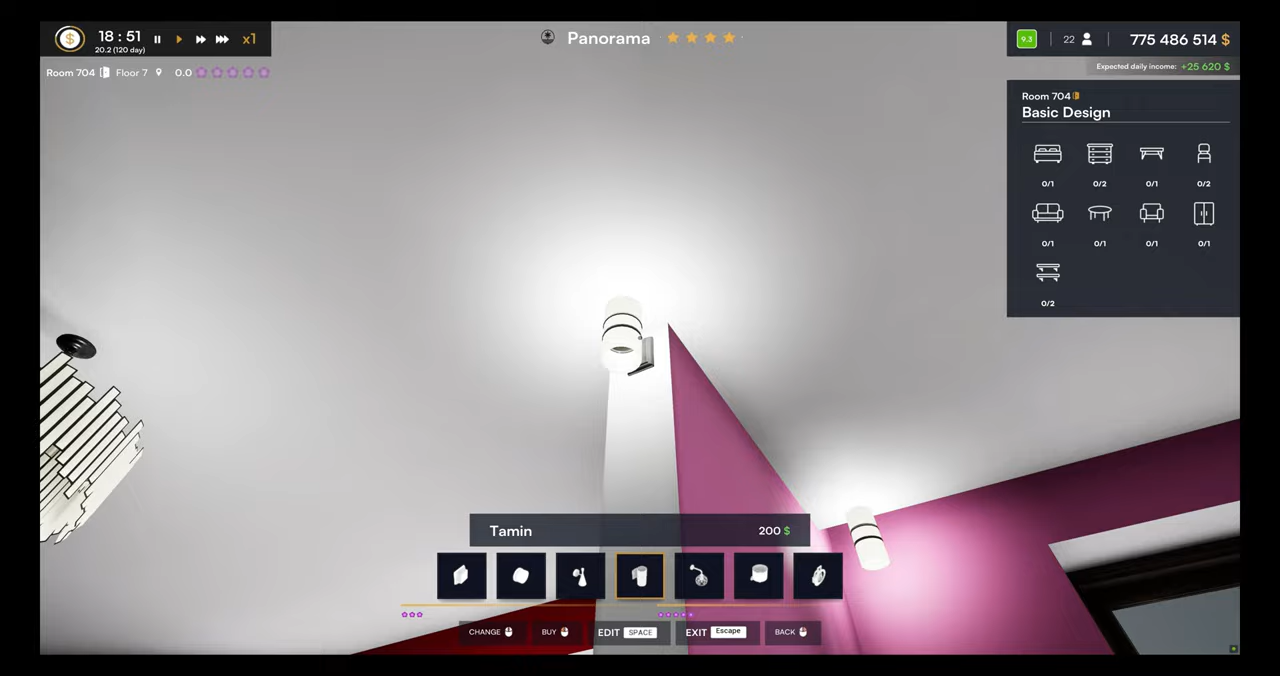 18 : 51 x1
20.2 (120 day)
Panorama
9.3 22 775 486 514 $
Expected daily income: +25 620 $
Room 704 Floor 7 0.0
Room 704
Basic Design
0/1 0/2 0/1 0/2
0/1 0/1 0/1 0/1
0/2
Tamin 200 $
CHANGE BUY EDIT SPACE EXIT Escape BACK